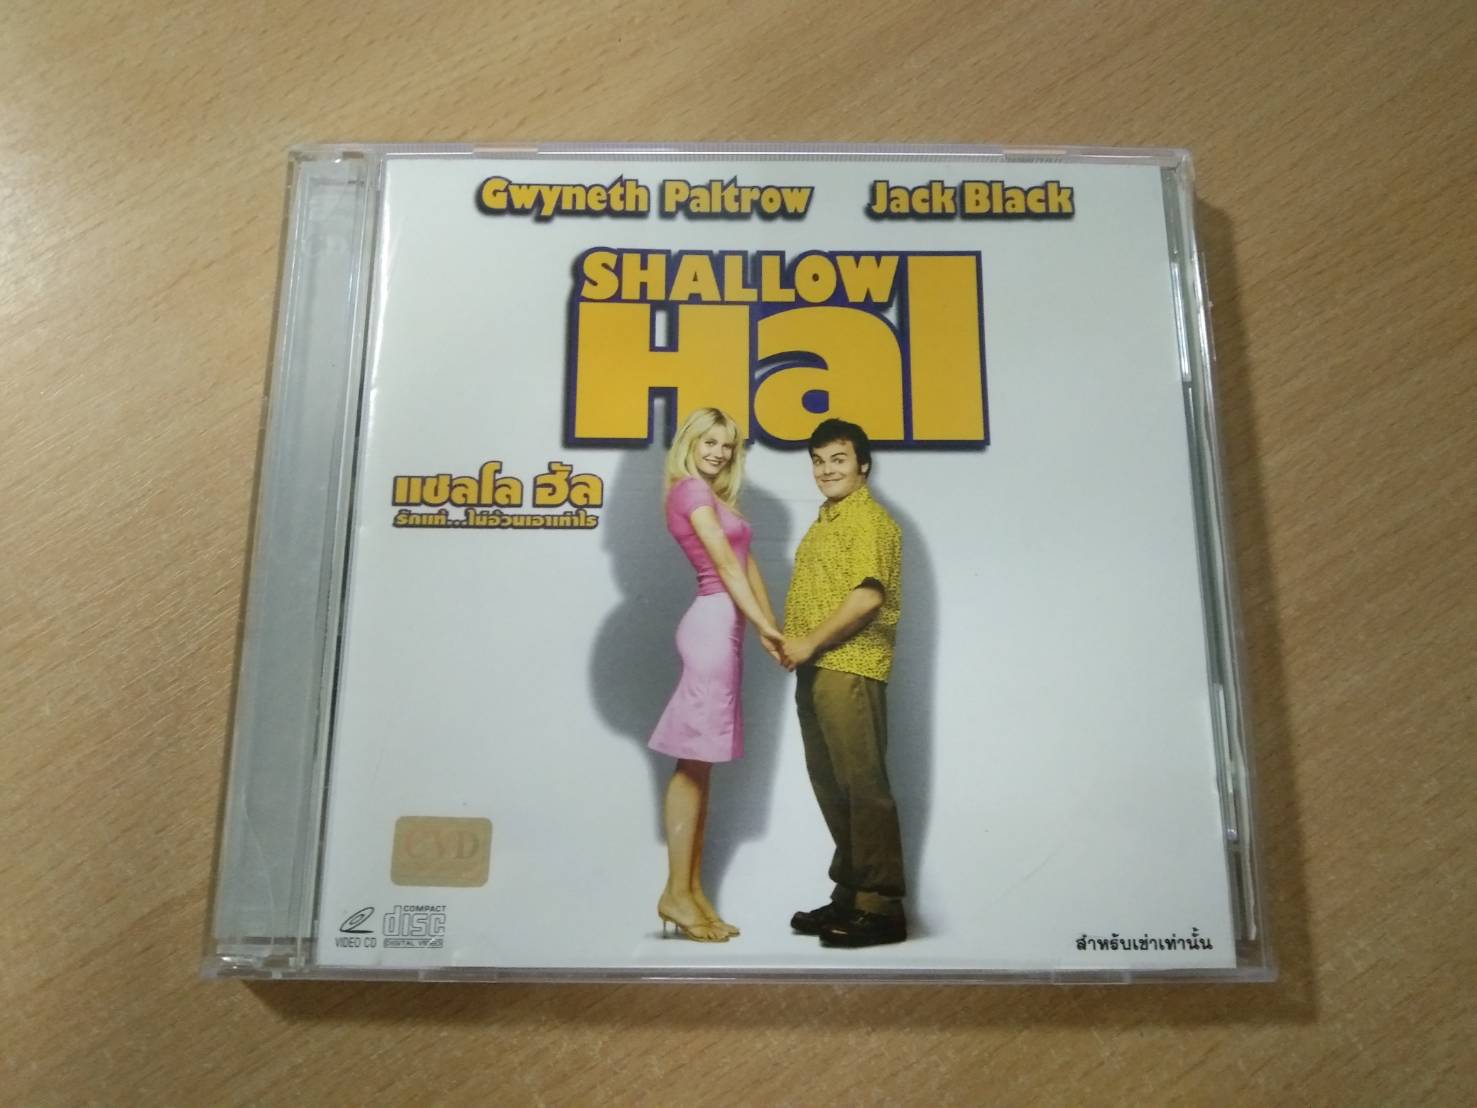 Gwyneth Paltrow Jack Black
SHALLOW
Hal
แชลโล ฮัล
รักแท้...ไม่อ้วนเอาเท่าไร
CVD
VIDEO CD
COMPACT
disc
DIGITAL VIDEO
สำหรับเช่าเท่านั้น